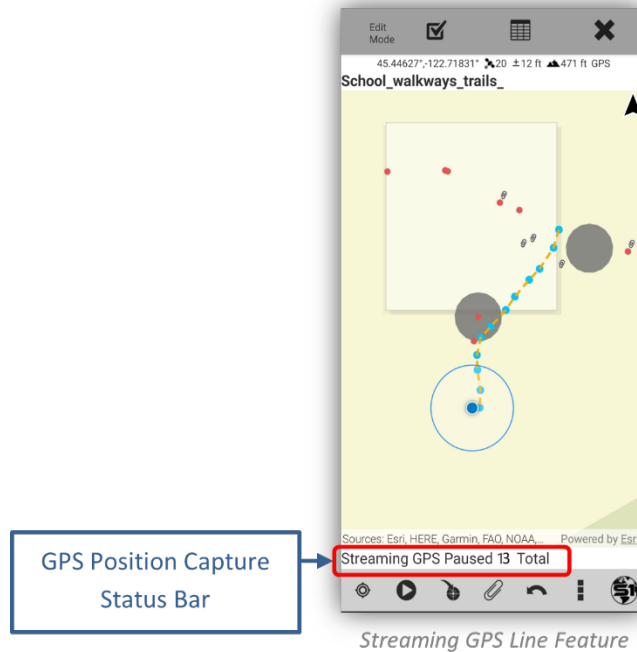 Edit
Mode
45.44627°,-122.71831° 20 ±12 ft 471 ft GPS
School_walkways_trails_
Sources: Esri, HERE, Garmin, FAO, NOAA,... Powered by Esri
Streaming GPS Paused 13 Total
GPS Position Capture
Status Bar
S1
Streaming GPS Line Feature